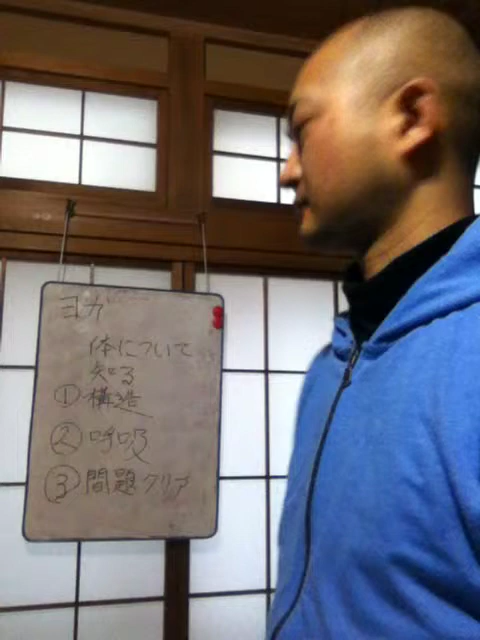 ヨガ
体について
知る
①構造
②呼吸
③問題クリア